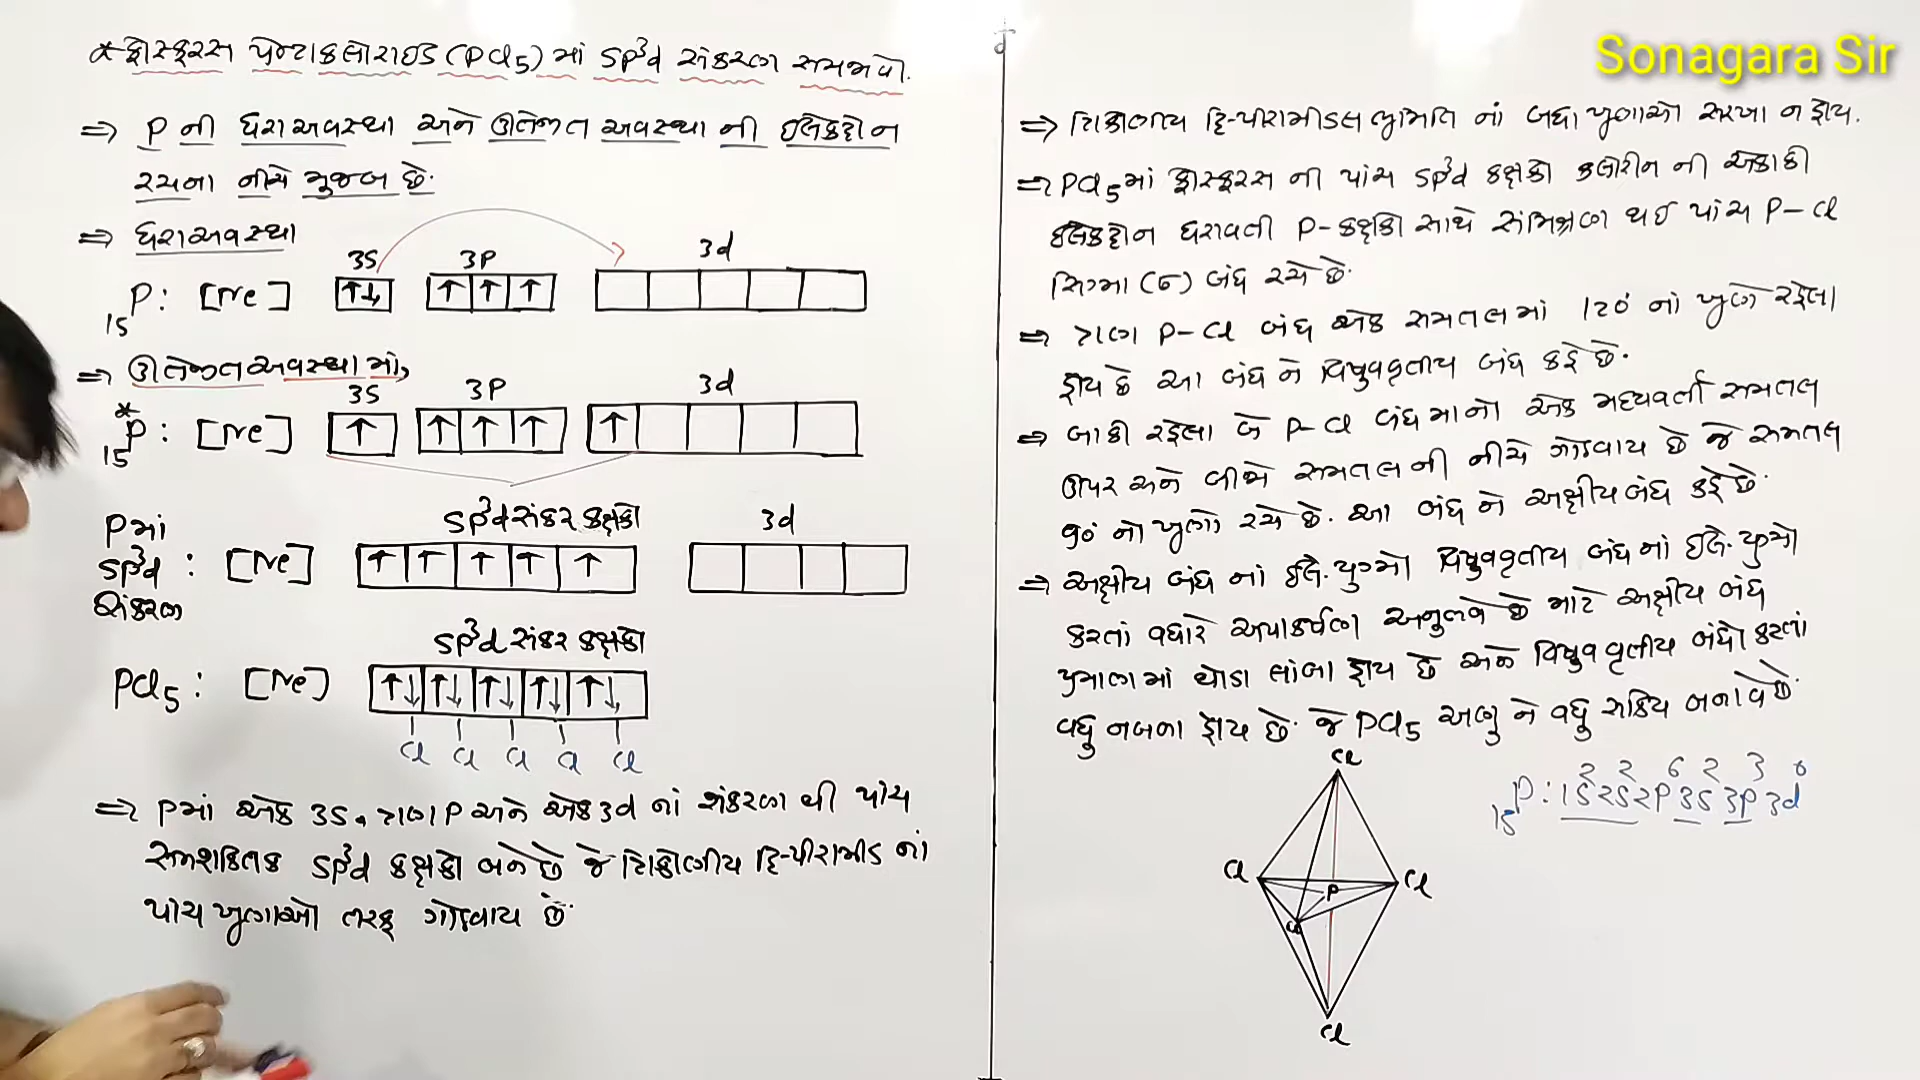 * ફોસ્ફરસ પેન્ટાક્લોરાઇડ (PCl5) માં sp³d સંકરણ સમજાવો.
⇒ P ની ધરાઅવસ્થા અને ઉત્તેજીત અવસ્થા ની ઇલેક્ટ્રોન
રચના નીચે મુજબ છે.
⇒ ધરાઅવસ્થા
3S 3P 3d
15P : [Ne] ↑↓ ↑ ↑ ↑
⇒ ઉત્તેજીત અવસ્થા માં,
3S 3P 3d
15P* : [Ne] ↑ ↑ ↑ ↑ ↑
sp³d સંકર કક્ષકો 3d
Pમાં
sp³d : [Ne] ↑ ↑ ↑ ↑ ↑
સંકરણ
sp³d સંકર કક્ષકો
PCl5 : [Ne] ↑↓ ↑↓ ↑↓ ↑↓ ↑↓
Cl Cl Cl Cl Cl
⇒ Pમાં એક 3S, ત્રણ P અને એક 3d નાં સંકરણ થી પાંચ
સમશક્તિક sp³d કક્ષકો બને છે જે ત્રિકોણીય દ્વિ-પીરામીડ નાં
પાંચ ખુણાઓ તરફ ગોઠવાય છે.
Sonagara Sir
⇒ ત્રિકોણીય દ્વિ-પીરામીડલ ભૂમિતિ નાં બધા ખુણાઓ સરખા ન હોય.
⇒ PCl5માં ફોસ્ફરસ ની પાંચ sp³d કક્ષકો ક્લોરીન ની એકાકી
ઇલેક્ટ્રોન ધરાવતી P-કક્ષકો સાથે સંમિશ્રણ થઇ પાંચ P-Cl
સિગ્મા (σ) બંધ રચે છે.
⇒ ત્રણ P-Cl બંધ એક સમતલમાં 120° નાં ખુણે રહેલા
હોય છે આ બંધ ને વિષુવવૃતીય બંધ કહે છે.
⇒ બાકી રહેલા બે P-Cl બંધ માનો એક મધ્યવર્તી સમતલ
ઉપર અને બીજો સમતલ ની નીચે ગોઠવાય છે જે સમતલ
90° નો ખુણો રચે છે. આ બંધ ને અક્ષીય બંધ કહે છે.
⇒ અક્ષીય બંધ નાં ઇલે. યુગ્મો વિષુવવૃતીય બંધ નાં ઇલે. યુગ્મો
કરતાં વધારે અપાકર્ષણ અનુભવે છે માટે અક્ષીય બંધ
પ્રમાણ માં થોડા લાંબા હોય છે અને વિષુવવૃતીય બંધો કરતાં
વધુ નબળા હોય છે. જે PCl5 અણુ ને વધુ સક્રિય બનાવે છે.
15P : 1s² 2s² 2p⁶ 3s² 3p³ 3d⁰
Cl
Cl P Cl
Cl
Cl